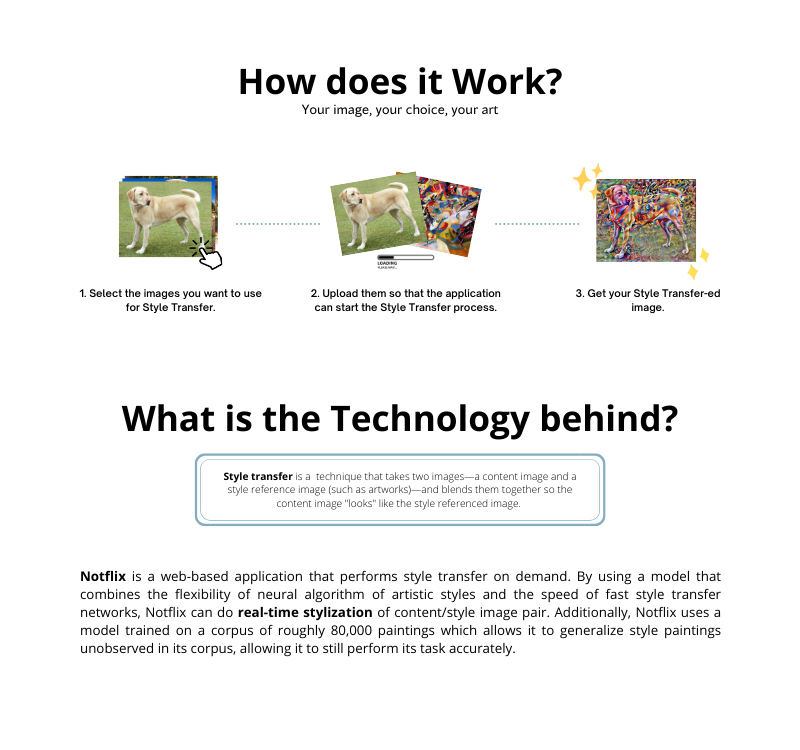 How does it Work?
Your image, your choice, your art
1. Select the images you want to use
for Style Transfer.
LOADING
2. Upload them so that the application
can start the Style Transfer process.
3. Get your Style Transfer-ed
image.
What is the Technology behind?
Style transfer is a technique that takes two images—a content image and a
style reference image (such as artworks)—and blends them together so the
content image "looks" like the style referenced image.
Notflix is a web-based application that performs style transfer on demand. By using a model that
combines the flexibility of neural algorithm of artistic styles and the speed of fast style transfer
networks, Notflix can do real-time stylization of content/style image pair. Additionally, Notflix uses a
model trained on a corpus of roughly 80,000 paintings which allows it to generalize style paintings
unobserved in its corpus, allowing it to still perform its task accurately.